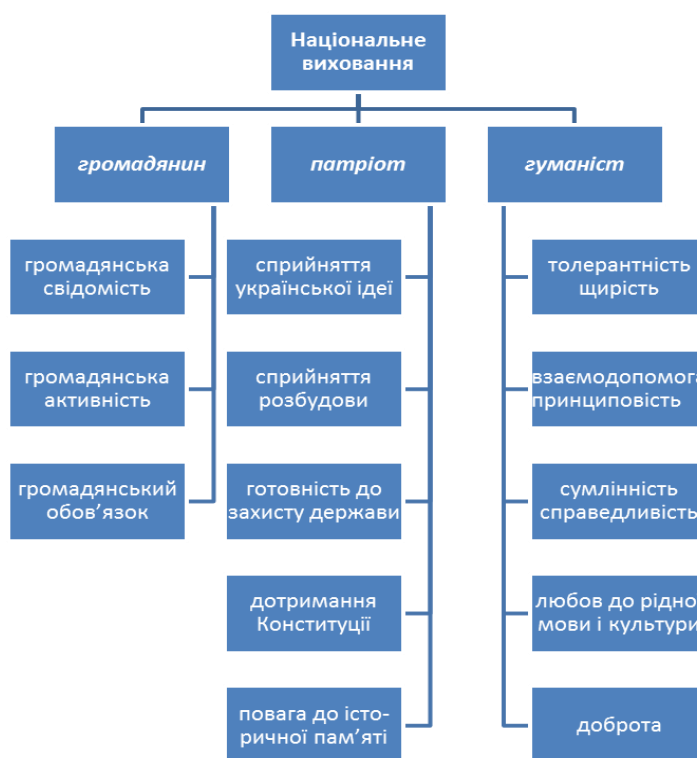 Національне
виховання
громадянин
патріот
гуманіст
громадянська
свідомість
громадянська
активність
громадянський
обов’язок
сприйняття
української ідеї
сприйняття
розбудови
готовність до
захисту держави
дотримання
Конституції
повага до істо-
ричної пам’яті
толерантність
щирість
взаємодопомога
принциповість
сумлінність
справедливість
любов до рідно
мови і культури
доброта